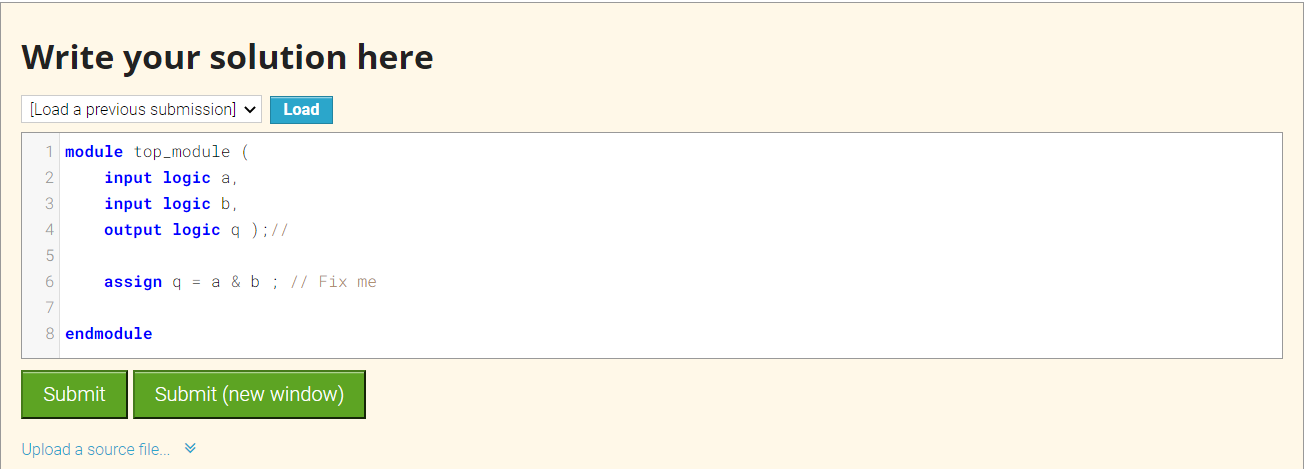 Write your solution here
[Load a previous submission] Load
1 module top_module (
2     input logic a,
3     input logic b,
4     output logic q );//
5
6     assign q = a & b ; // Fix me
7
8 endmodule
Submit Submit (new window)
Upload a source file...